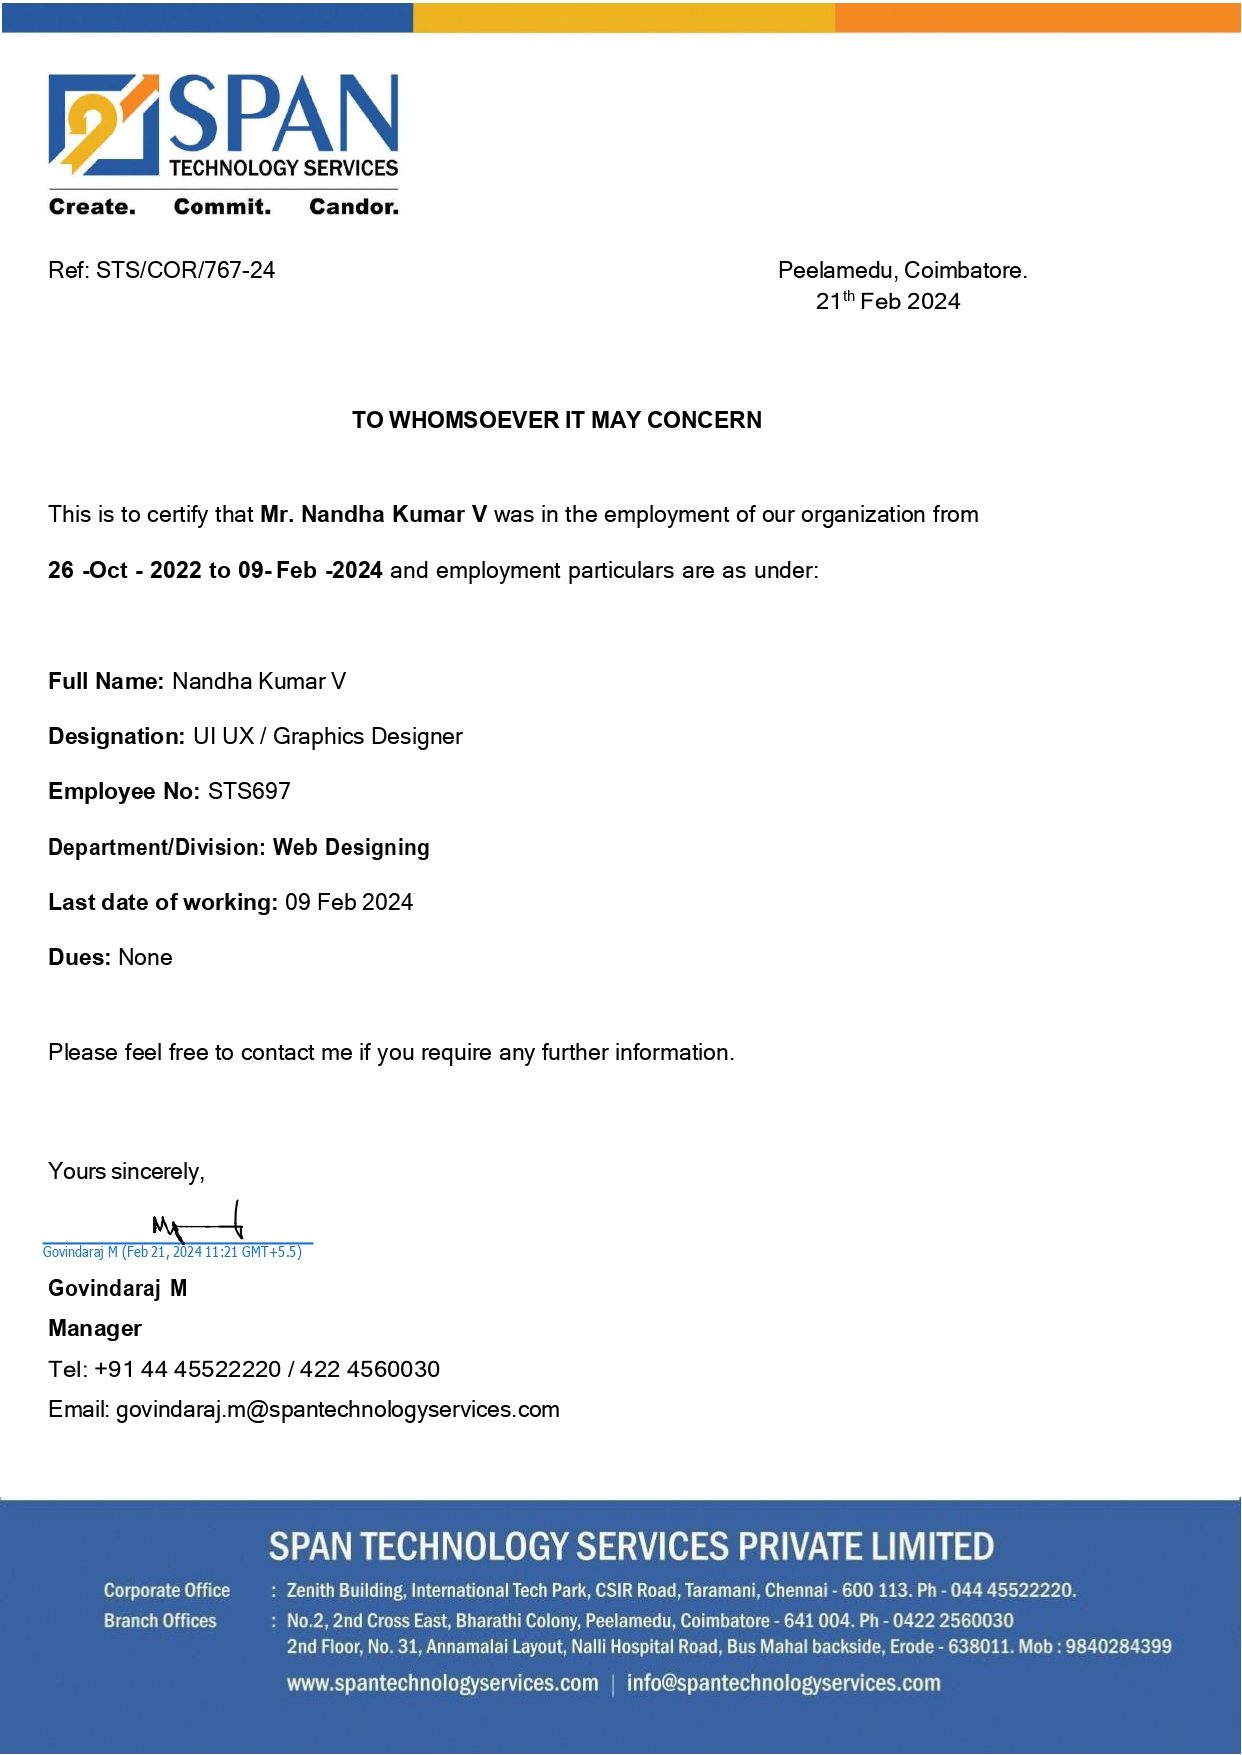 SPAN
TECHNOLOGY SERVICES
Create. Commit. Candor.
Ref: STS/COR/767-24 Peelamedu, Coimbatore.
21th Feb 2024
TO WHOMSOEVER IT MAY CONCERN
This is to certify that Mr. Nandha Kumar V was in the employment of our organization from
26 -Oct - 2022 to 09- Feb -2024 and employment particulars are as under:
Full Name: Nandha Kumar V
Designation: UI UX / Graphics Designer
Employee No: STS697
Department/Division: Web Designing
Last date of working: 09 Feb 2024
Dues: None
Please feel free to contact me if you require any further information.
Yours sincerely,
Govindaraj M (Feb 21, 2024 11:21 GMT+5.5)
Govindaraj M
Manager
Tel: +91 44 45522220 / 422 4560030
Email: govindaraj.m@spantechnologyservices.com
SPAN TECHNOLOGY SERVICES PRIVATE LIMITED
Corporate Office : Zenith Building, International Tech Park, CSIR Road, Taramani, Chennai - 600 113. Ph - 044 45522220.
Branch Offices : No.2, 2nd Cross East, Bharathi Colony, Peelamedu, Coimbatore - 641 004. Ph - 0422 2560030
2nd Floor, No. 31, Annamalai Layout, Nalli Hospital Road, Bus Mahal backside, Erode - 638011. Mob : 9840284399
www.spantechnologyservices.com | info@spantechnologyservices.com